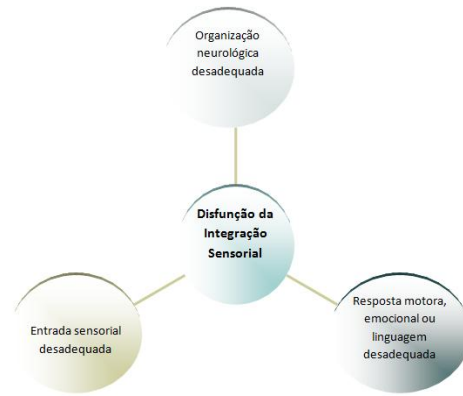 Organização
neurológica
desadequada
Disfunção da
Integração
Sensorial
Entrada sensorial
desadequada
Resposta motora,
emocional ou
linguagem
desadequada